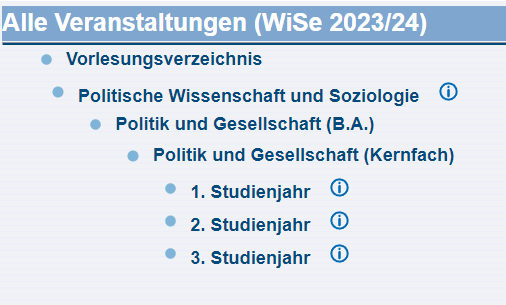 Alle Veranstaltungen (WiSe 2023/24)
Vorlesungsverzeichnis
Politische Wissenschaft und Soziologie
Politik und Gesellschaft (B.A.)
Politik und Gesellschaft (Kernfach)
1. Studienjahr
2. Studienjahr
3. Studienjahr